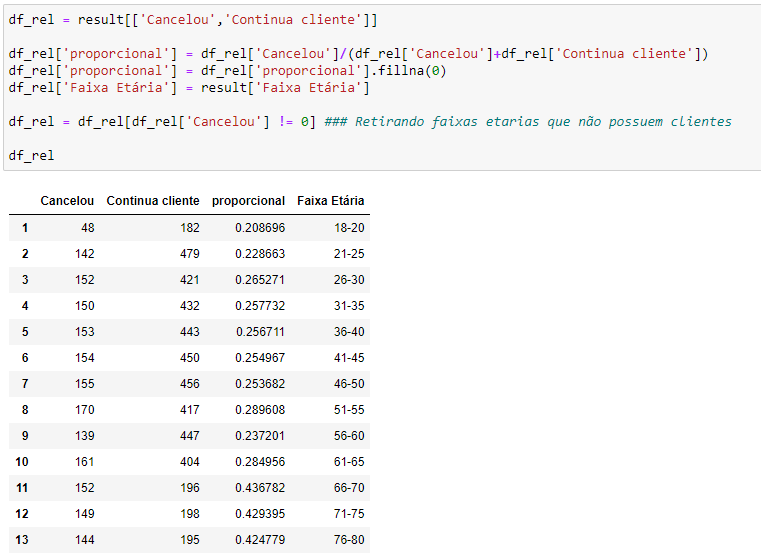 df_rel = result[['Cancelou','Continua cliente']]
df_rel['proporcional'] = df_rel['Cancelou']/(df_rel['Cancelou']+df_rel['Continua cliente'])
df_rel['proporcional'] = df_rel['proporcional'].fillna(0)
df_rel['Faixa Etária'] = result['Faixa Etária']
df_rel = df_rel[df_rel['Cancelou'] != 0] ### Retirando faixas etarias que não possuem clientes
df_rel
Cancelou Continua cliente proporcional Faixa Etária
1 48 182 0.208696 18-20
2 142 479 0.228663 21-25
3 152 421 0.265271 26-30
4 150 432 0.257732 31-35
5 153 443 0.256711 36-40
6 154 450 0.254967 41-45
7 155 456 0.253682 46-50
8 170 417 0.289608 51-55
9 139 447 0.237201 56-60
10 161 404 0.284956 61-65
11 152 196 0.436782 66-70
12 149 198 0.429395 71-75
13 144 195 0.424779 76-80